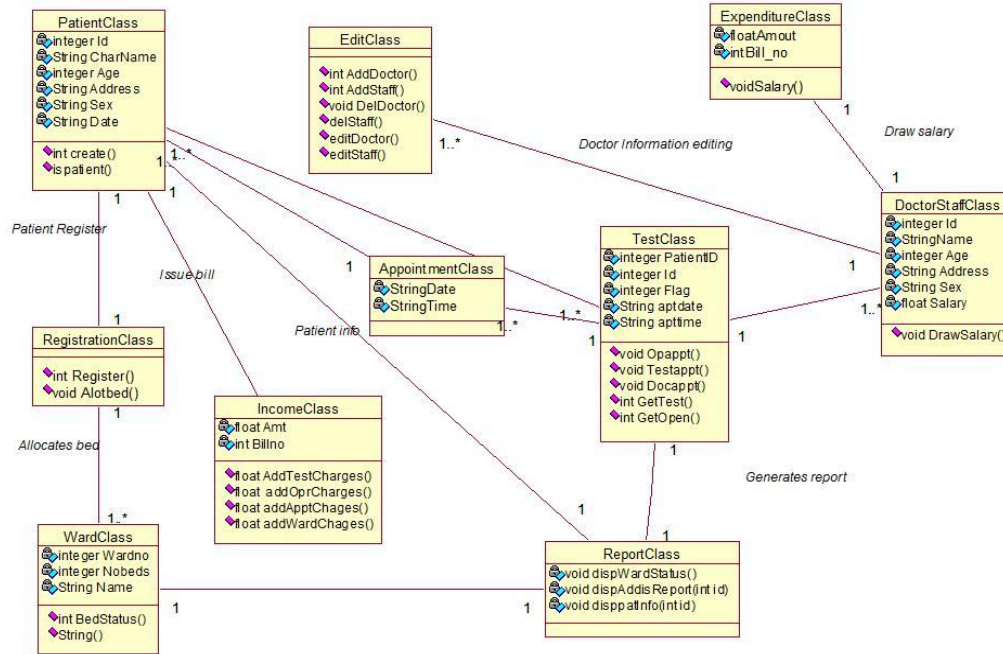 PatientClass
integer Id
String CharName
integer Age
String Address
String Sex
String Date
int create()
is patient()
EditClass
int AddDoctor()
int AddStaff()
void DelDoctor()
delStaff()
editDoctor()
editStaff()
ExpenditureClass
floatAmout
intBill_no
voidSalary()
1
Draw salary
1
1..*
Doctor Information editing
1
DoctorStaffClass
integer Id
StringName
integer Age
String Address
String Sex
float Salary
void DrawSalary()
1..*
1..*
1
1
Patient Register
1
Issue bill
1
AppointmentClass
StringDate
StringTime
1..*
1..*
TestClass
integer PatientID
integer Id
integer Flag
String aptdate
String apttime
void Opappt()
void Testappt()
void Docappt()
int GetTest()
int GetOpen()
1
1
1..*
Patient info
RegistrationClass
int Register()
void Alotbed()
1
Allocates bed
1..*
IncomeClass
float Amt
int Billno
float AddTestCharges()
float addOprCharges()
float addApptChages()
float addWardChages()
1
Generates report
1
1
WardClass
integer Wardno
integer Nobeds
String Name
int BedStatus()
String()
1
1
ReportClass
void dispWardStatus()
void dispAddisReport(int id)
void disppatInfo(int id)